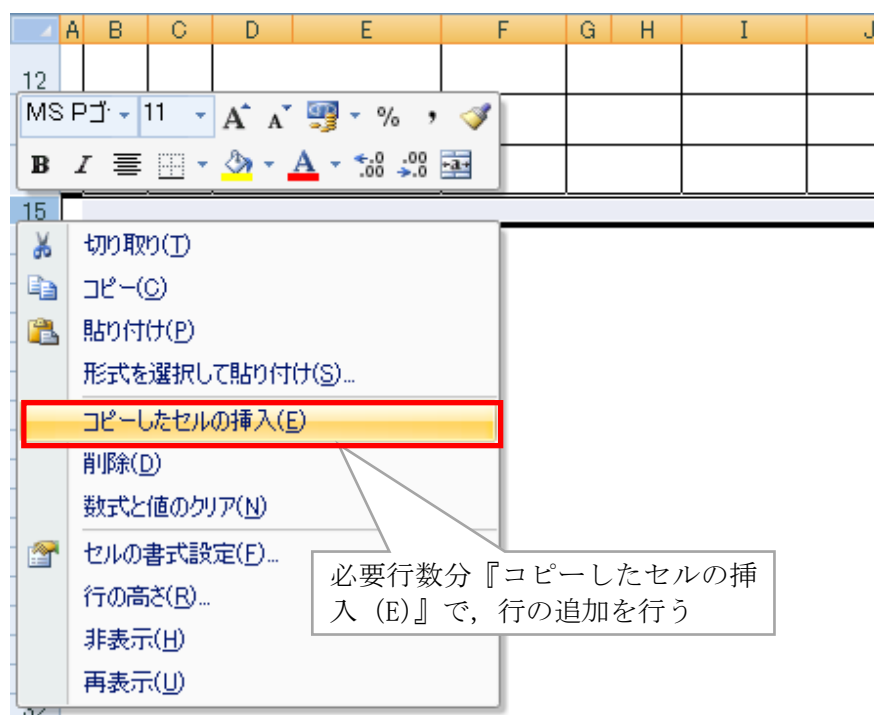 A B C D E F G H I J
12
MS Pゴ 11 A A % ,
B I A .0 .00 .00 .0 a
15
切り取り(T)
コピー(C)
貼り付け(P)
形式を選択して貼り付け(S)...
コピーしたセルの挿入(E)
削除(D)
数式と値のクリア(N)
セルの書式設定(F)...
行の高さ(R)...
非表示(H)
再表示(U)
必要行数分『コピーしたセルの挿
入（E)』で，行の追加を行う